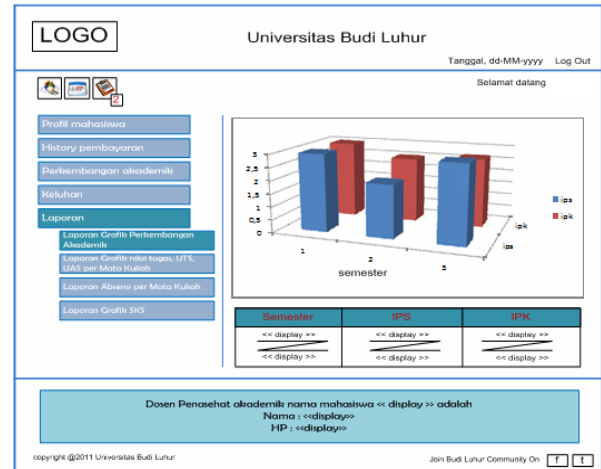 LOGO
Universitas Budi Luhur
Tanggal, dd-MM-yyyy Log Out
Selamat datang
2
Profil mahasiswa
History pembayaran
Perkembangan akademik
Keluhan
Laporan
Laporan Grafik Perkembangan
Akademik
Laporan Grafik nilai tugas, UTS,
UAS per Mata Kuliah
Laporan Absensi per Mata Kuliah
Laporan Grafik SKS
3
2,5
2
1,5
1
0,5
0
1
2
3
semester
ips
ipk
ips
ipk
Semester IPS IPK
<< display >> << display >> << display >>
<< display >> << display >> << display >>
Dosen Penasehat akademik nama mahasiswa << display >> adalah
Nama : <<display>>
HP : <<display>>
copyright @2011 Universitas Budi Luhur
Join Budi Luhur Community On f t